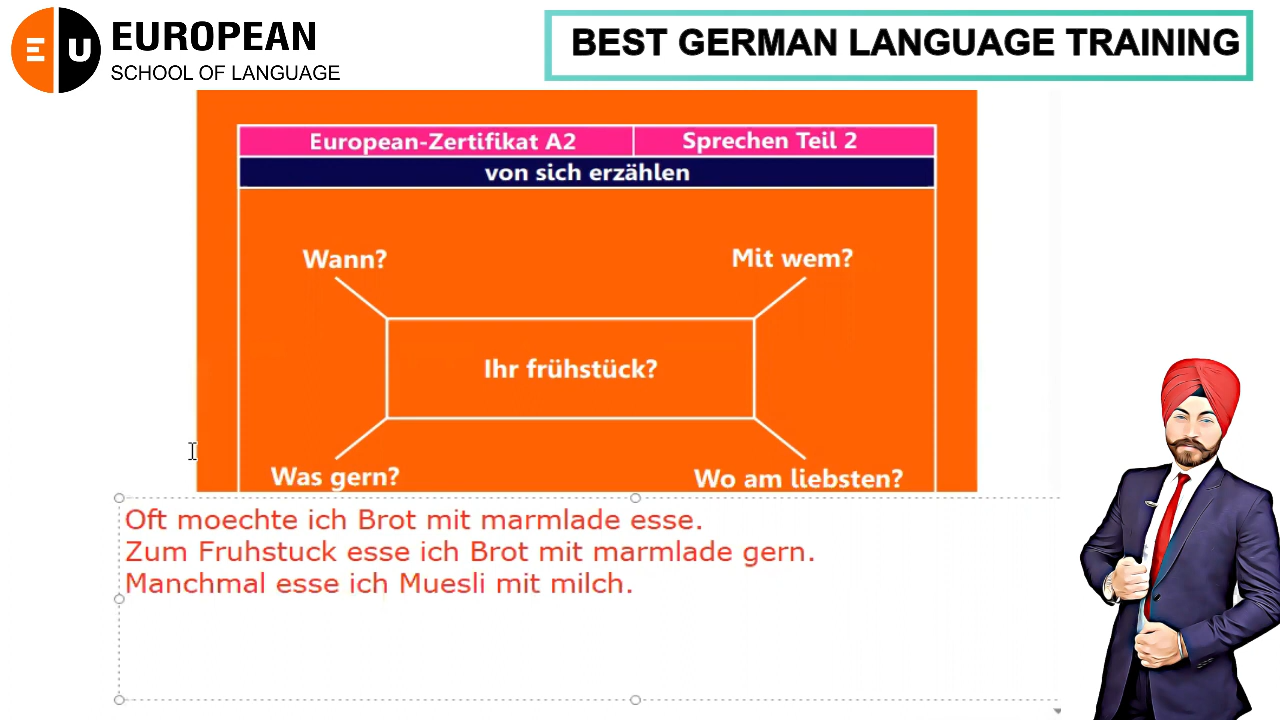 EU EUROPEAN
SCHOOL OF LANGUAGE
BEST GERMAN LANGUAGE TRAINING
European-Zertifikat A2
Sprechen Teil 2
von sich erzählen
Wann?
Mit wem?
Ihr frühstück?
Was gern?
Wo am liebsten?
Oft moechte ich Brot mit marmlade esse.
Zum Fruhstuck esse ich Brot mit marmlade gern.
Manchmal esse ich Muesli mit milch.